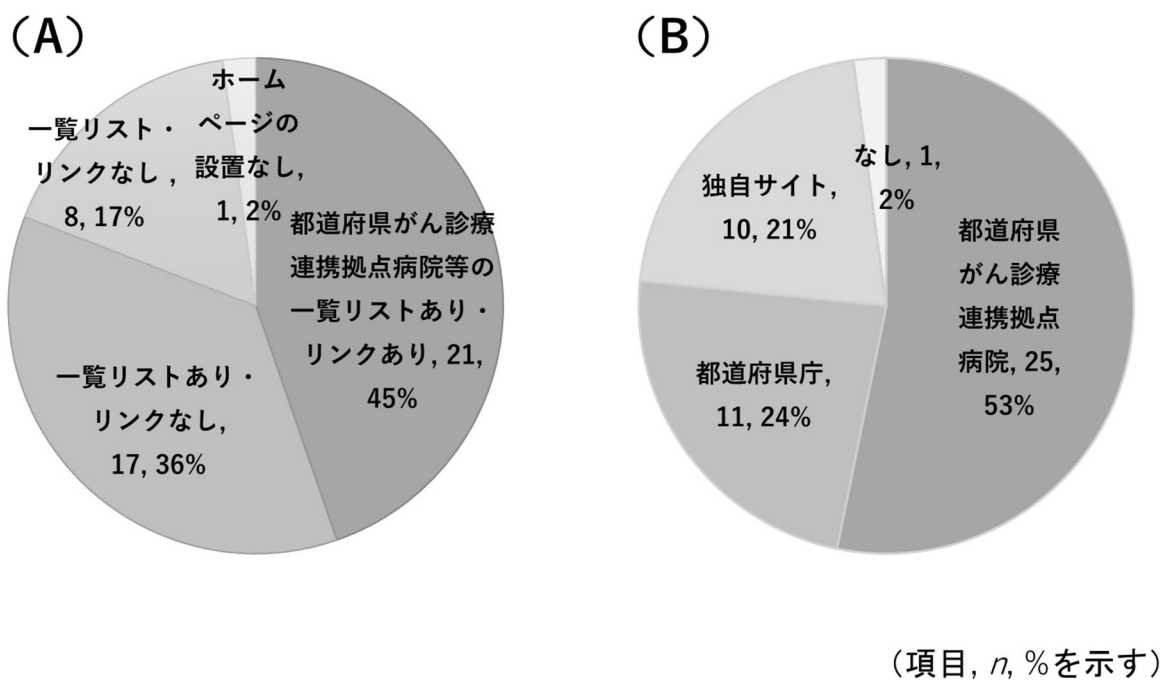 （A）
ホーム
ページの
設置なし,
1, 2%
一覧リスト・
リンクなし ,
8, 17%
都道府県がん診療
連携拠点病院等の
一覧リストあり・
リンクあり, 21,
45%
一覧リストあり・
リンクなし,
17, 36%
（B）
なし, 1,
2%
独自サイト,
10, 21%
都道府県
がん診療
連携拠点
病院, 25,
53%
都道府県庁,
11, 24%
（項目, n, %を示す）